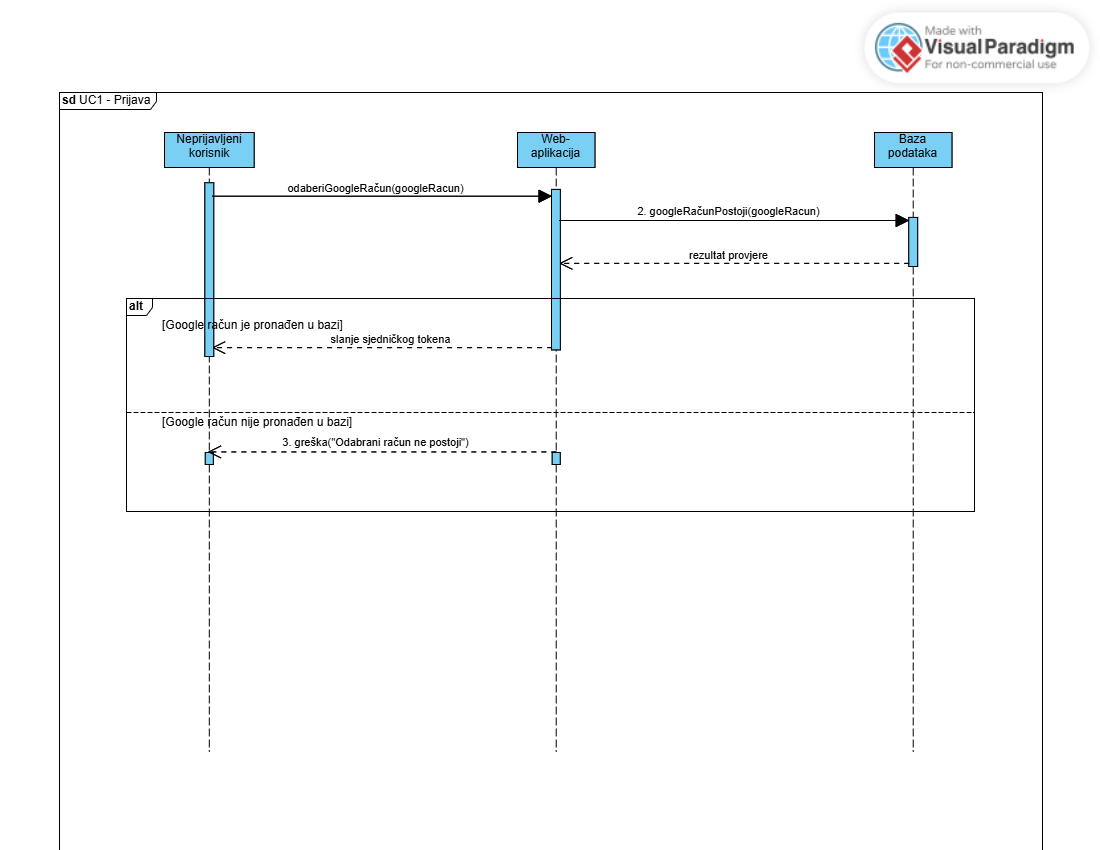 Made with
Visual Paradigm
For non-commercial use
sd UC1 - Prijava
Neprijavljeni
korisnik
Web-
aplikacija
Baza
podataka
odaberiGoogleRačun(googleRacun)
2. googleRačunPostoji(googleRacun)
rezultat provjere
alt
[Google račun je pronađen u bazi]
slanje sjedničkog tokena
[Google račun nije pronađen u bazi]
3. greška("Odabrani račun ne postoji")